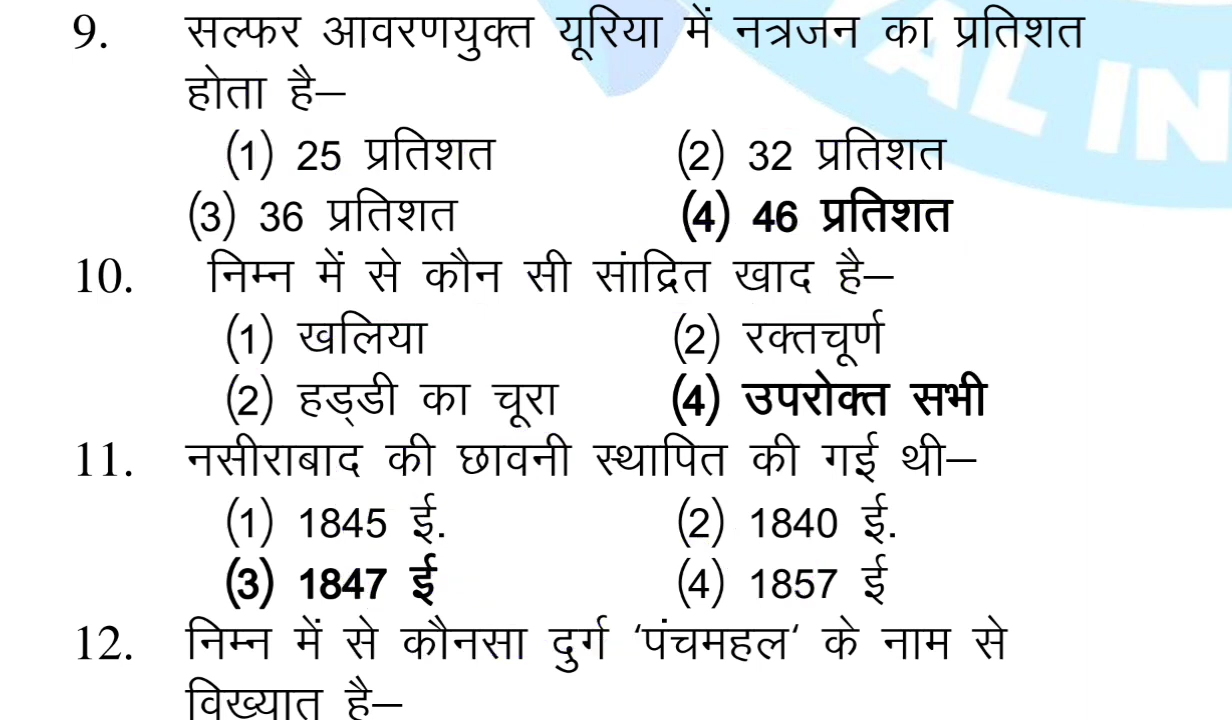 9. सल्फर आवरणयुक्त यूरिया में नत्रजन का प्रतिशत
होता है–
(1) 25 प्रतिशत (2) 32 प्रतिशत
(3) 36 प्रतिशत (4) 46 प्रतिशत
10. निम्न में से कौन सी सांद्रित खाद है–
(1) खलिया (2) रक्तचूर्ण
(2) हड्डी का चूरा (4) उपरोक्त सभी
11. नसीराबाद की छावनी स्थापित की गई थी–
(1) 1845 ई. (2) 1840 ई.
(3) 1847 ई (4) 1857 ई
12. निम्न में से कौनसा दुर्ग ‘पंचमहल’ के नाम से
विख्यात है–
AL IN